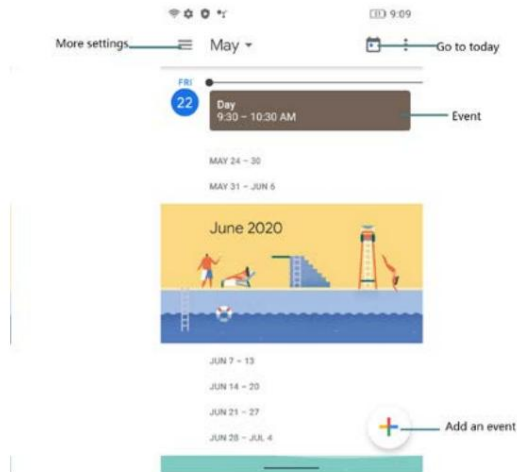 9:09
More settings
May
Go to today
FRI
22
Day
9:30 – 10:30 AM
Event
MAY 24 – 30
MAY 31 – JUN 6
June 2020
JUN 7 – 13
JUN 14 – 20
JUN 21 – 27
Add an event
JUN 28 – JUL 4